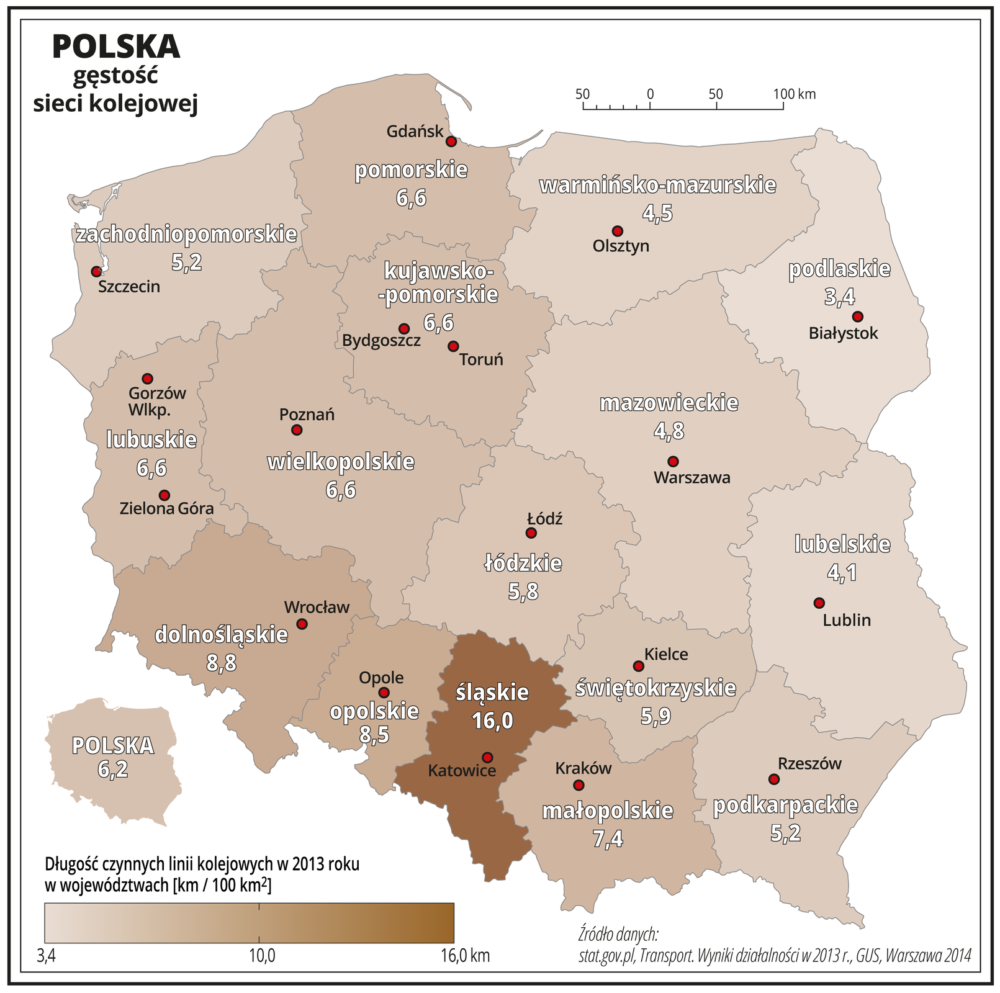 POLSKA
gęstość
sieci kolejowej
50 0 50 100 km
Gdańsk
pomorskie
6,6
warmińsko-mazurskie
4,5
Olsztyn
zachodniopomorskie
5,2
Szczecin
kujawsko-
-pomorskie
6,6
Bydgoszcz
Toruń
podlaskie
3,4
Białystok
Gorzów
Wlkp.
lubuskie
6,6
Zielona Góra
Poznań
wielkopolskie
6,6
mazowieckie
4,8
Warszawa
Łódź
łódzkie
5,8
lubelskie
4,1
Lublin
Wrocław
dolnośląskie
8,8
Opole
opolskie
8,5
śląskie
16,0
Katowice
Kielce
świętokrzyskie
5,9
Kraków
małopolskie
7,4
Rzeszów
podkarpackie
5,2
POLSKA
6,2
Długość czynnych linii kolejowych w 2013 roku
w województwach [km / 100 km²]
3,4 10,0 16,0 km
Źródło danych:
stat.gov.pl, Transport. Wyniki działalności w 2013 r., GUS, Warszawa 2014